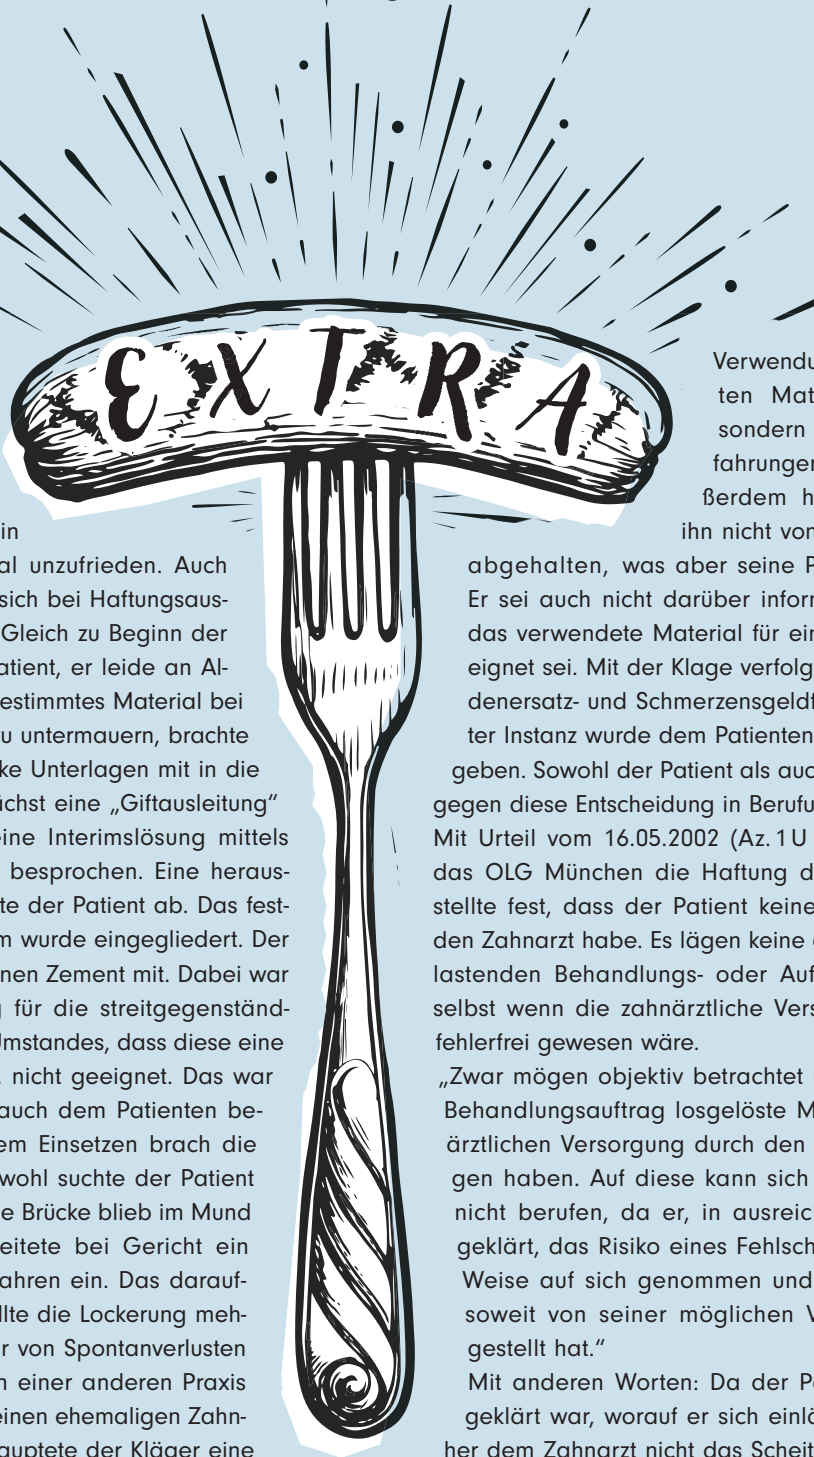 EXTRA
in
al unzufrieden. Auch
sich bei Haftungsaus-
Gleich zu Beginn der
atient, er leide an Al-
estimmtes Material bei
u untermauern, brachte
ke Unterlagen mit in die
ächst eine „Giftausleitung“
eine Interimslösung mittels
besprochen. Eine heraus-
te der Patient ab. Das fest-
m wurde eingegliedert. Der
nen Zement mit. Dabei war
g für die streitgegenständ-
Umstandes, dass diese eine
nicht geeignet. Das war
auch dem Patienten be-
em Einsetzen brach die
wohl suchte der Patient
e Brücke blieb im Mund
eitete bei Gericht ein
ahren ein. Das darauf-
llte die Lockerung meh-
r von Spontanverlusten
n einer anderen Praxis
einen ehemaligen Zahn-
auptete der Kläger eine
Verwendu
ten Mat
sondern
fahrungen
ßerdem h
ihn nicht von
abgehalten, was aber seine P
Er sei auch nicht darüber inforn
das verwendete Material für ein
eignet sei. Mit der Klage verfolg
denersatz- und Schmerzensgeldf
ter Instanz wurde dem Patienten
geben. Sowohl der Patient als auc
gegen diese Entscheidung in Berufu
Mit Urteil vom 16.05.2002 (Az. 1 U
das OLG München die Haftung d
stellte fest, dass der Patient keine
den Zahnarzt habe. Es lägen keine
lastenden Behandlungs- oder Auf
selbst wenn die zahnärztliche Vers
fehlerfrei gewesen wäre.
„Zwar mögen objektiv betrachtet
Behandlungsauftrag losgelöste M
ärztlichen Versorgung durch den
gen haben. Auf diese kann sich
nicht berufen, da er, in ausreic
geklärt, das Risiko eines Fehlsch
Weise auf sich genommen und
soweit von seiner möglichen V
gestellt hat.“
Mit anderen Worten: Da der Pa
geklärt war, worauf er sich einlä
her dem Zahnarzt nicht das Scheit